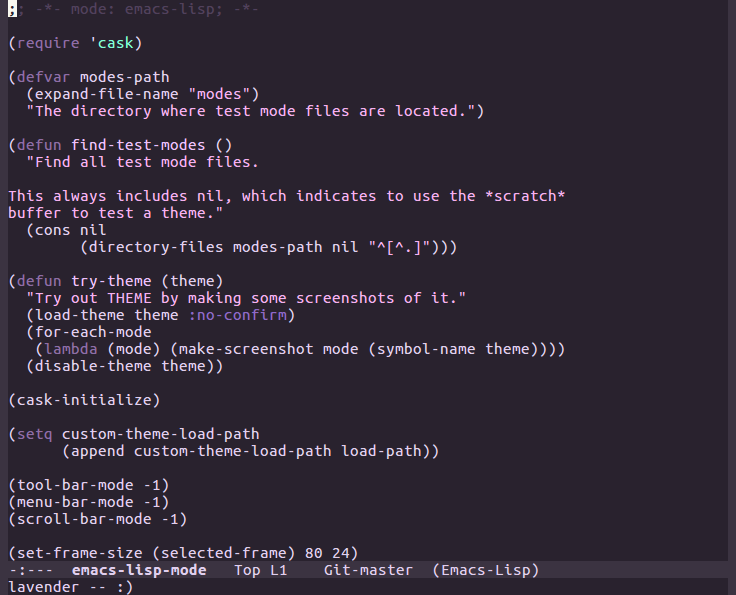 ;; -*- mode: emacs-lisp; -*-

(require 'cask)

(defvar modes-path
  (expand-file-name "modes")
  "The directory where test mode files are located.")

(defun find-test-modes ()
  "Find all test mode files.

This always includes nil, which indicates to use the *scratch*
buffer to test a theme."
  (cons nil
        (directory-files modes-path nil "^[^.]")))

(defun try-theme (theme)
  "Try out THEME by making some screenshots of it."
  (load-theme theme :no-confirm)
  (for-each-mode
   (lambda (mode) (make-screenshot mode (symbol-name theme))))
  (disable-theme theme))

(cask-initialize)

(setq custom-theme-load-path
      (append custom-theme-load-path load-path))

(tool-bar-mode -1)
(menu-bar-mode -1)
(scroll-bar-mode -1)

(set-frame-size (selected-frame) 80 24)
-:---  emacs-lisp-mode   Top L1    Git-master  (Emacs-Lisp)
lavender -- :)